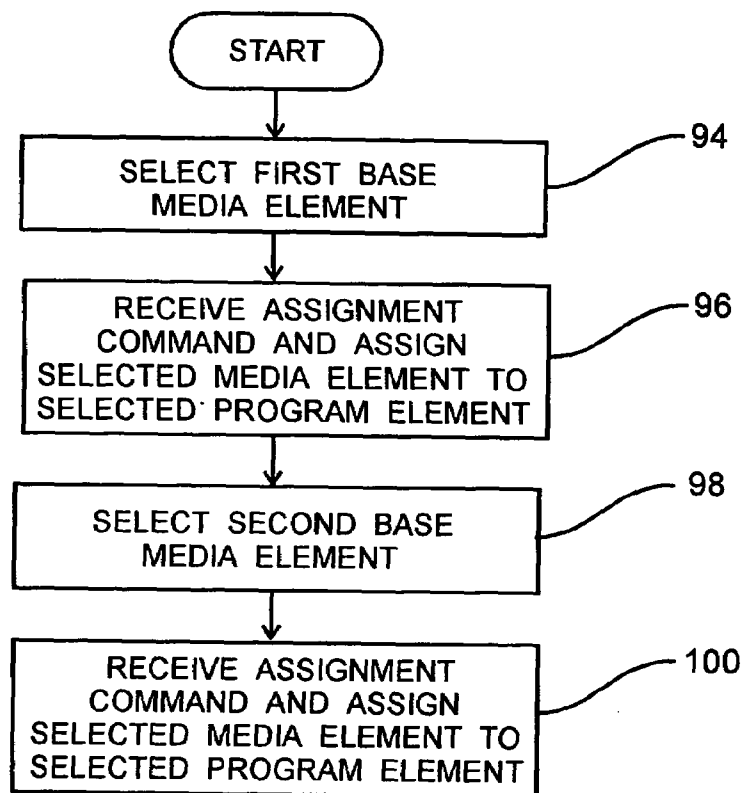 START
SELECT FIRST BASE
MEDIA ELEMENT
94
RECEIVE ASSIGNMENT
COMMAND AND ASSIGN
SELECTED MEDIA ELEMENT TO
SELECTED PROGRAM ELEMENT
96
SELECT SECOND BASE
MEDIA ELEMENT
98
RECEIVE ASSIGNMENT
COMMAND AND ASSIGN
SELECTED MEDIA ELEMENT TO
SELECTED PROGRAM ELEMENT
100